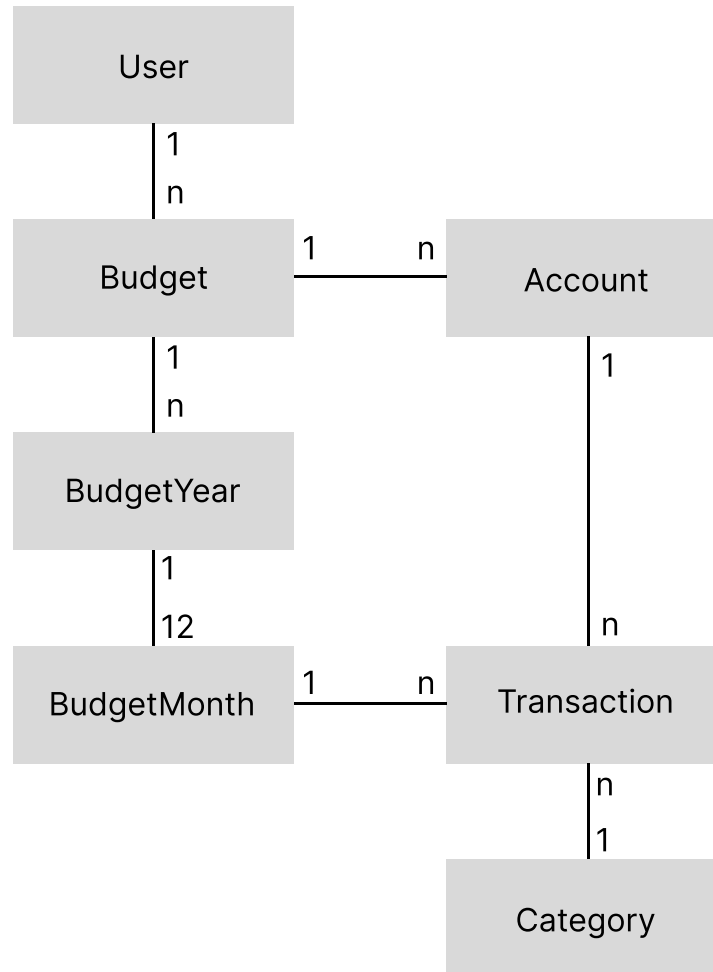 User
1
n
Budget
1
n
Account
1
n
1
BudgetYear
1
12
n
BudgetMonth
1
n
Transaction
n
1
Category